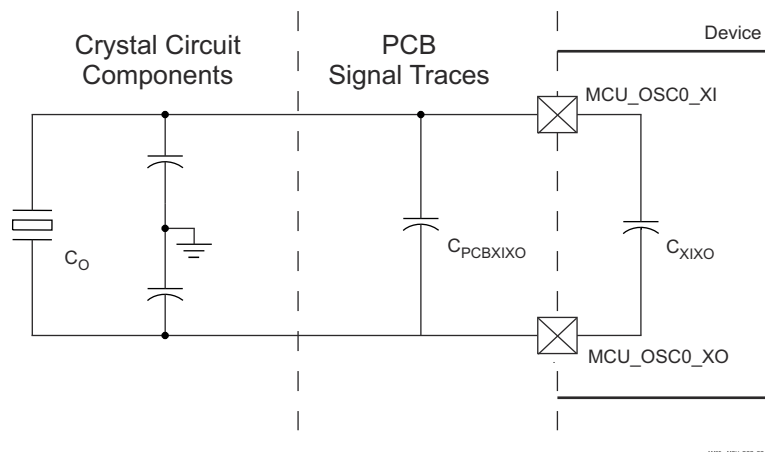 Crystal Circuit
Components
PCB
Signal Traces
Device
MCU_OSC0_XI
C_O
C_PCBXIXO
C_XIXO
MCU_OSC0_XO